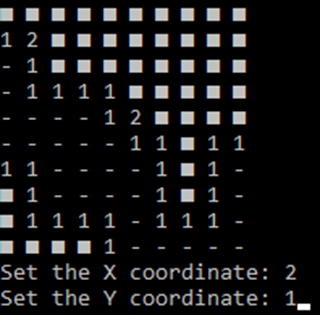 ■ ■ ■ ■ ■ ■ ■ ■ ■ ■
1 2 ■ ■ ■ ■ ■ ■ ■ ■
- 1 ■ ■ ■ ■ ■ ■ ■ ■
- 1 1 1 1 ■ ■ ■ ■ ■
- - - - 1 2 ■ ■ ■ ■
- - - - - 1 1 ■ 1 1
1 1 - - - - 1 ■ 1 -
■ 1 - - - - 1 ■ 1 -
■ 1 1 1 1 - 1 1 1 -
■ ■ ■ ■ 1 - - - - -
Set the X coordinate: 2
Set the Y coordinate: 1